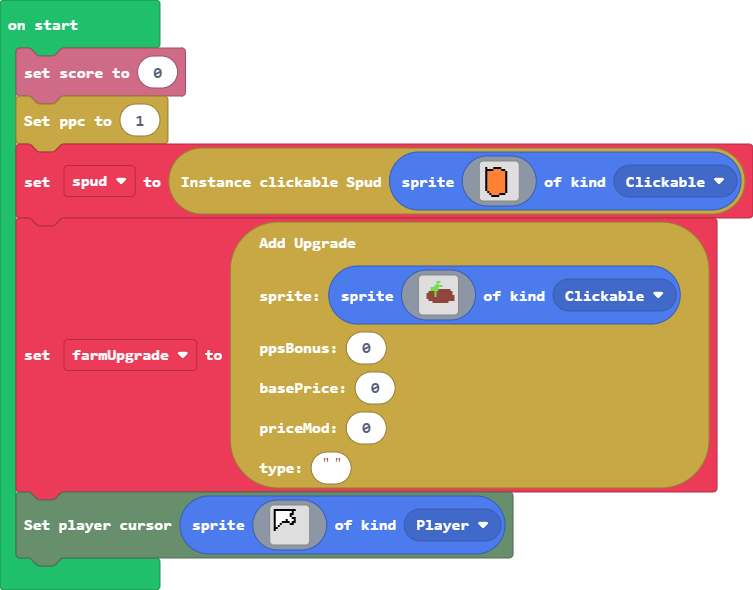 on start
set score to 0
Set ppc to 1
set spud to Instance clickable Spud sprite of kind Clickable
Add Upgrade
sprite: sprite of kind Clickable
ppsBonus: 0
set farmUpgrade to
basePrice: 0
priceMod: 0
type: " "
Set player cursor sprite of kind Player